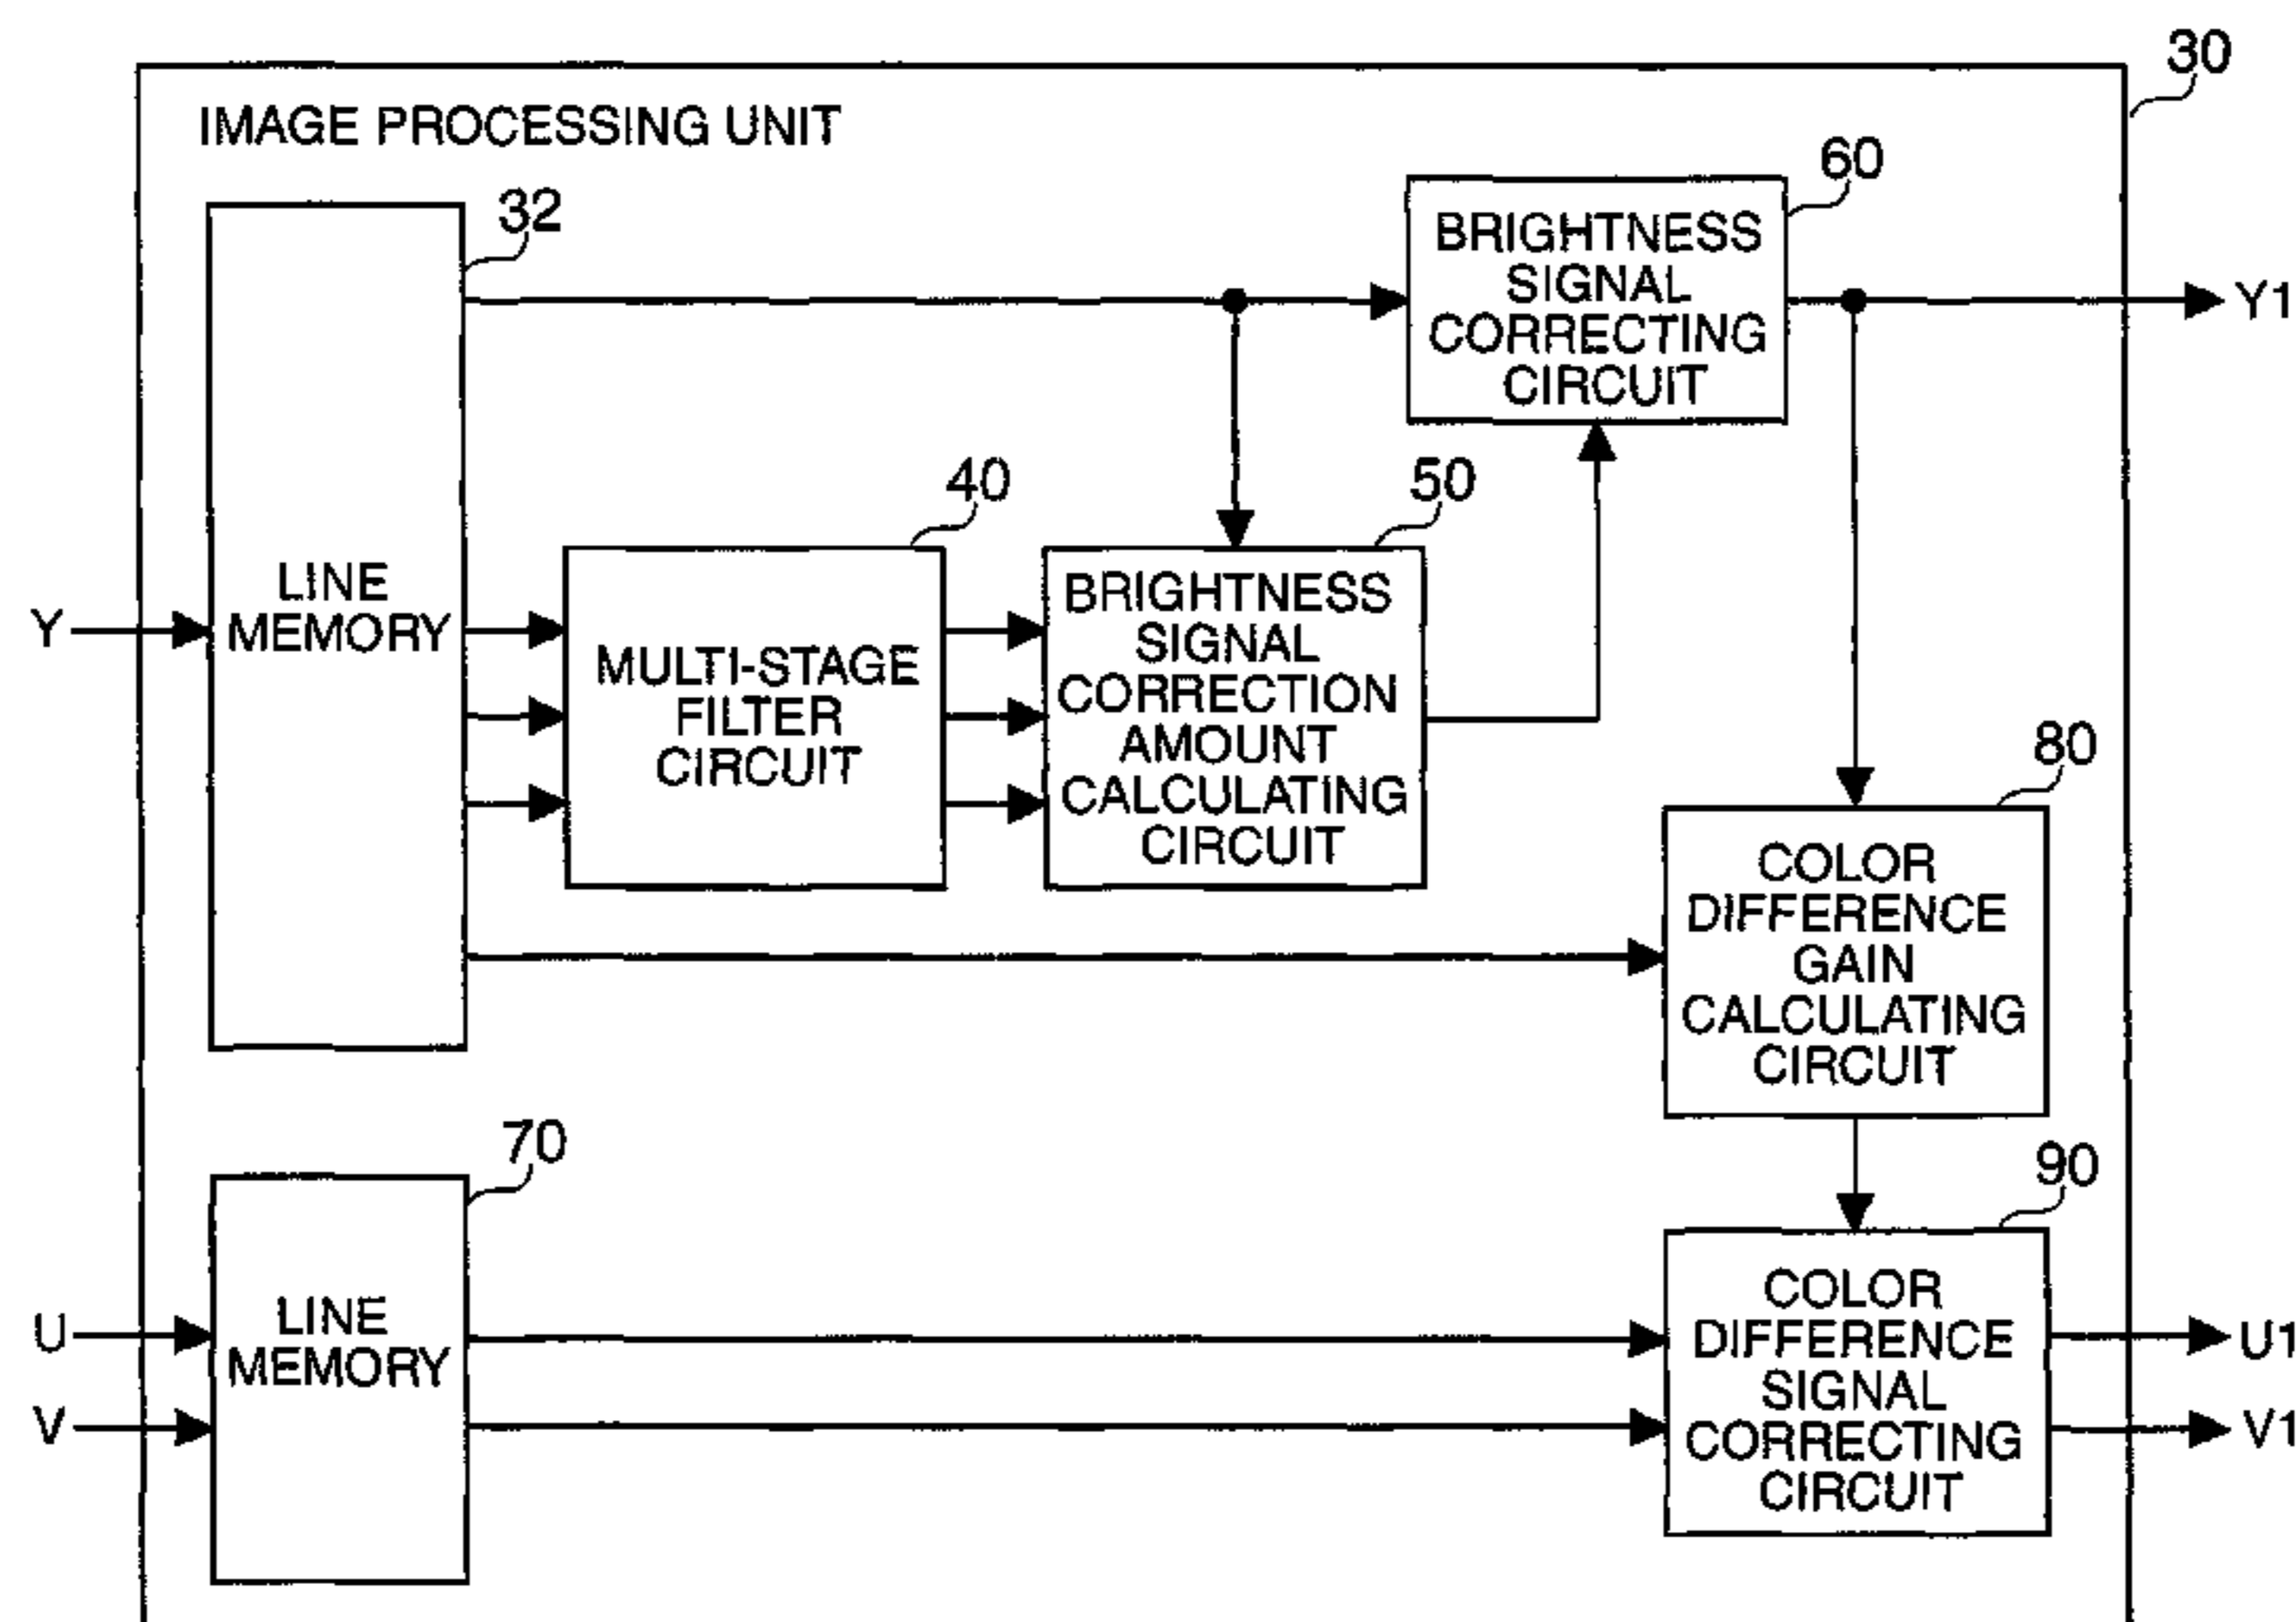 30
IMAGE PROCESSING UNIT
60
32
BRIGHTNESS
SIGNAL
CORRECTING
CIRCUIT
Y1
40
50
Y
LINE
MEMORY
MULTI-STAGE
FILTER
CIRCUIT
BRIGHTNESS
SIGNAL
CORRECTION
AMOUNT
CALCULATING
CIRCUIT
80
COLOR
DIFFERENCE
GAIN
CALCULATING
CIRCUIT
70
90
U
V
LINE
MEMORY
COLOR
DIFFERENCE
SIGNAL
CORRECTING
CIRCUIT
U1
V1